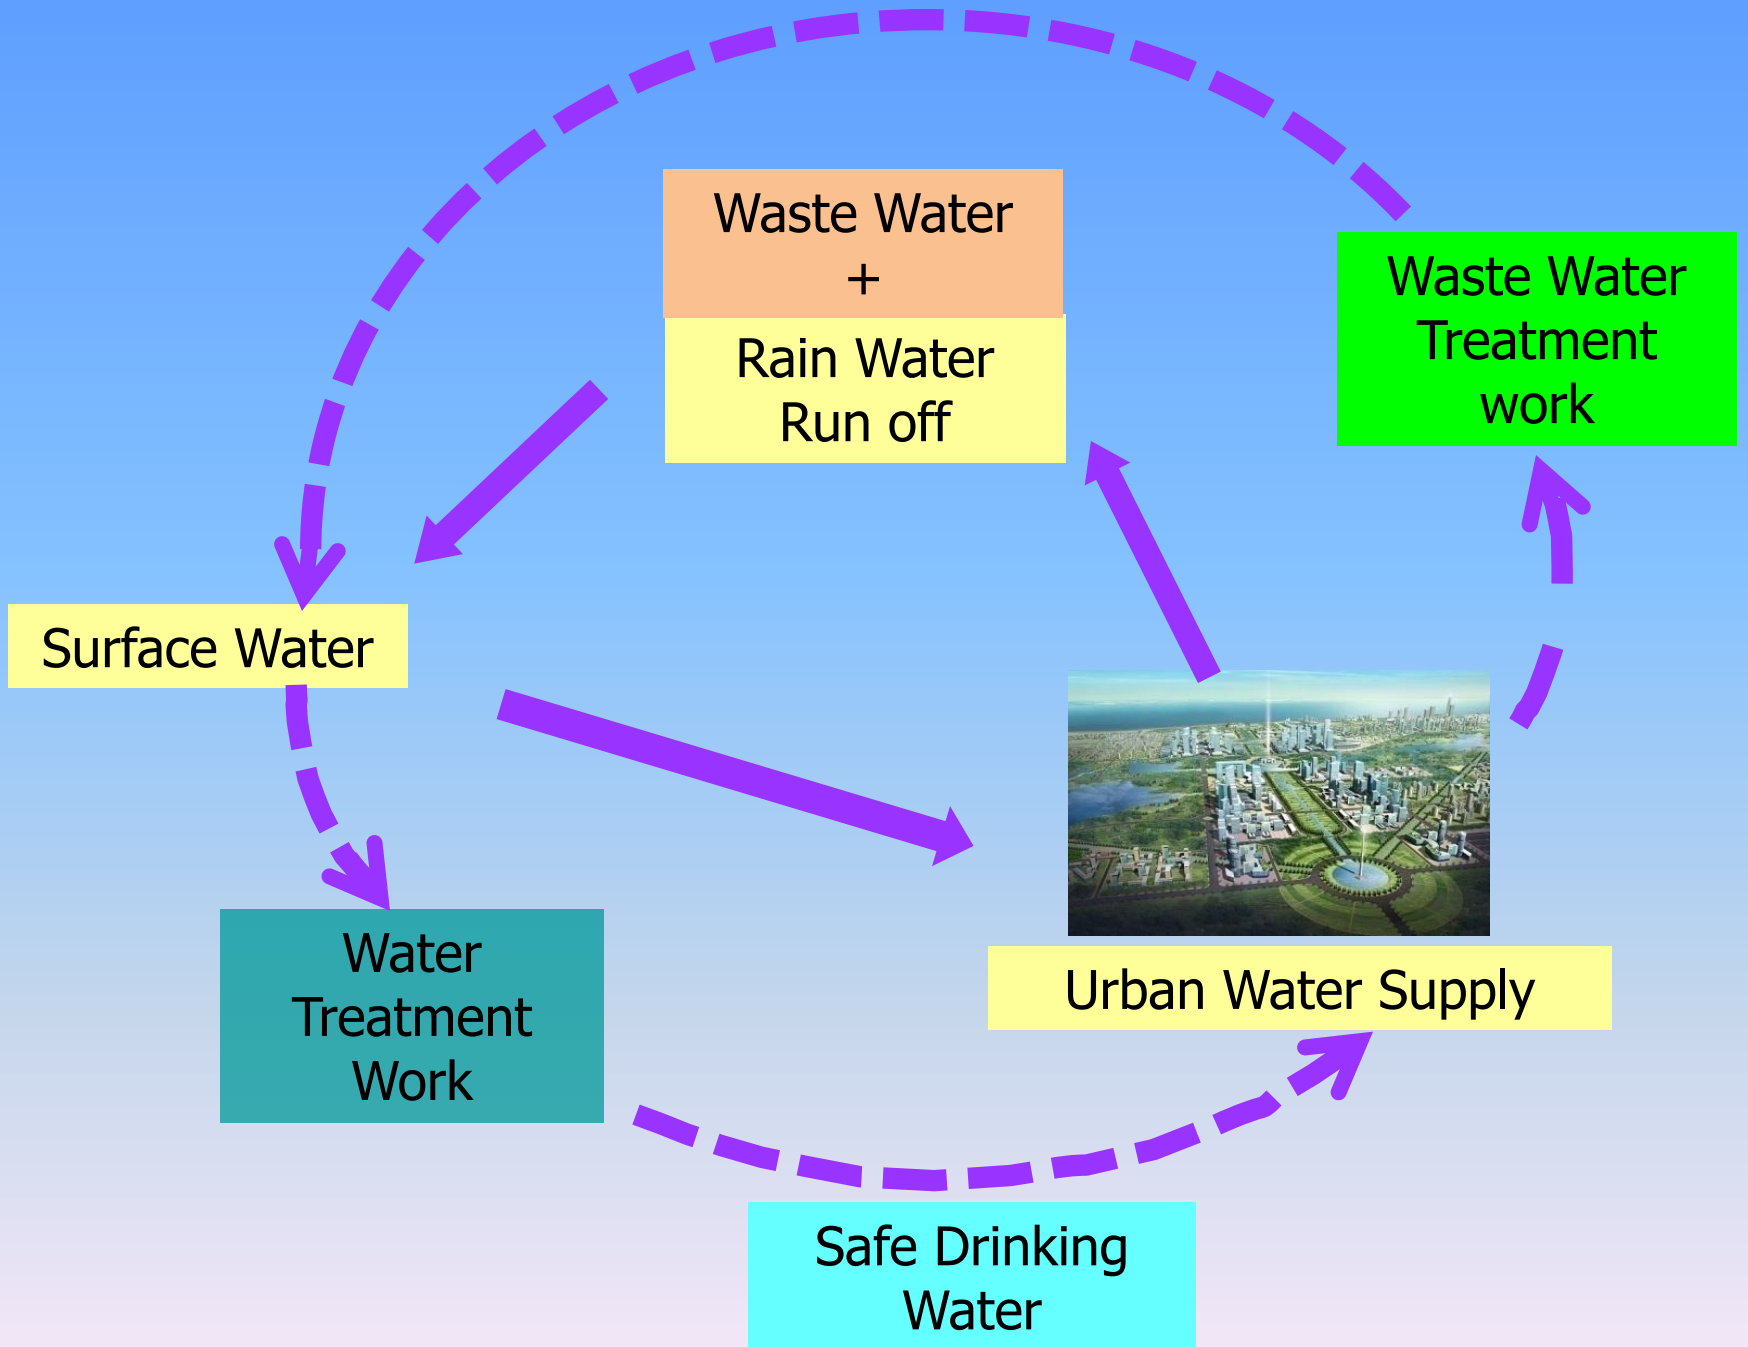 Waste Water
+
Rain Water
Run off
Waste Water
Treatment
work
Surface Water
Water
Treatment
Work
Urban Water Supply
Safe Drinking
Water